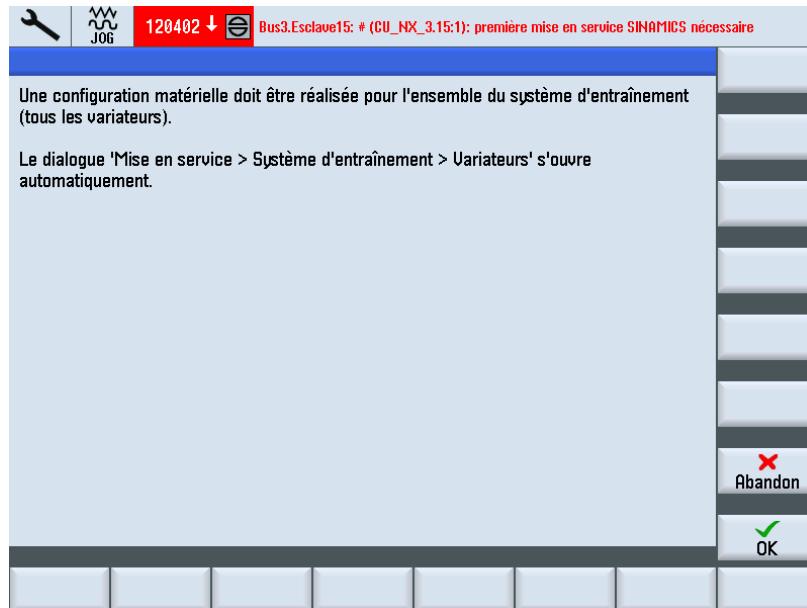 JOG
120402 ↓ Bus3.Esclave15: # (CU_NX_3.15:1): première mise en service SINAMICS nécessaire
Une configuration matérielle doit être réalisée pour l'ensemble du système d'entraînement
(tous les variateurs).
Le dialogue 'Mise en service > Système d'entraînement > Variateurs' s'ouvre
automatiquement.
Abandon
OK